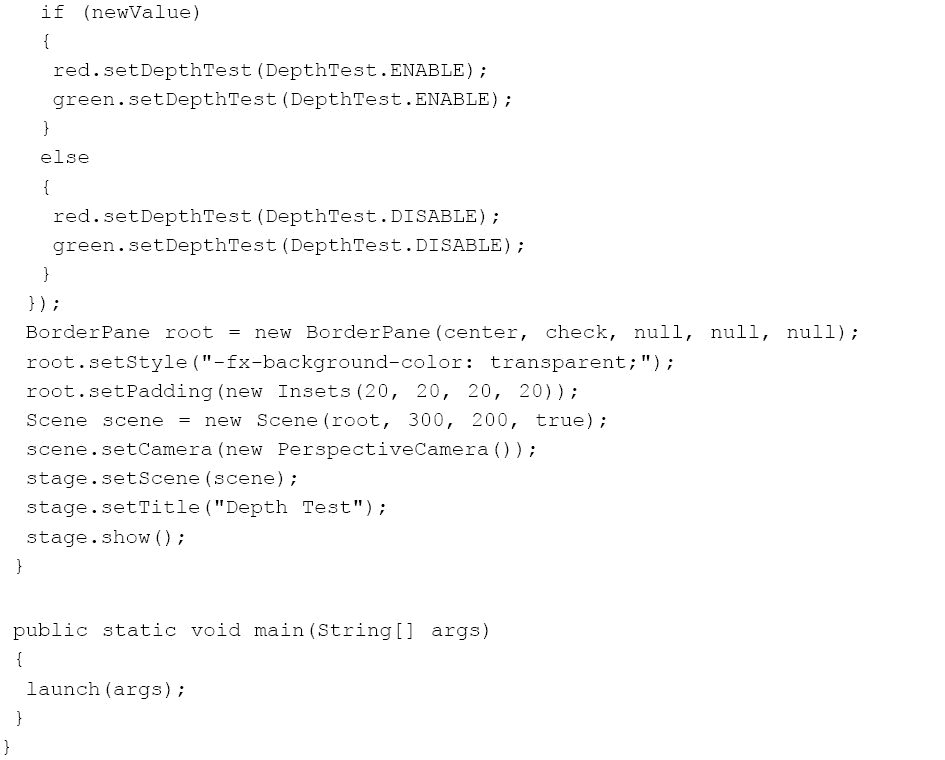 if (newValue)
{
red.setDepthTest(DepthTest.ENABLE);
green.setDepthTest(DepthTest.ENABLE);
}
else
{
red.setDepthTest(DepthTest.DISABLE);
green.setDepthTest(DepthTest.DISABLE);
}
});
BorderPane root = new BorderPane(center, check, null, null, null);
root.setStyle("-fx-background-color: transparent;");
root.setPadding(new Insets(20, 20, 20, 20));
Scene scene = new Scene(root, 300, 200, true);
scene.setCamera(new PerspectiveCamera());
stage.setScene(scene);
stage.setTitle("Depth Test");
stage.show();
}
public static void main(String[] args)
{
launch(args);
}
}